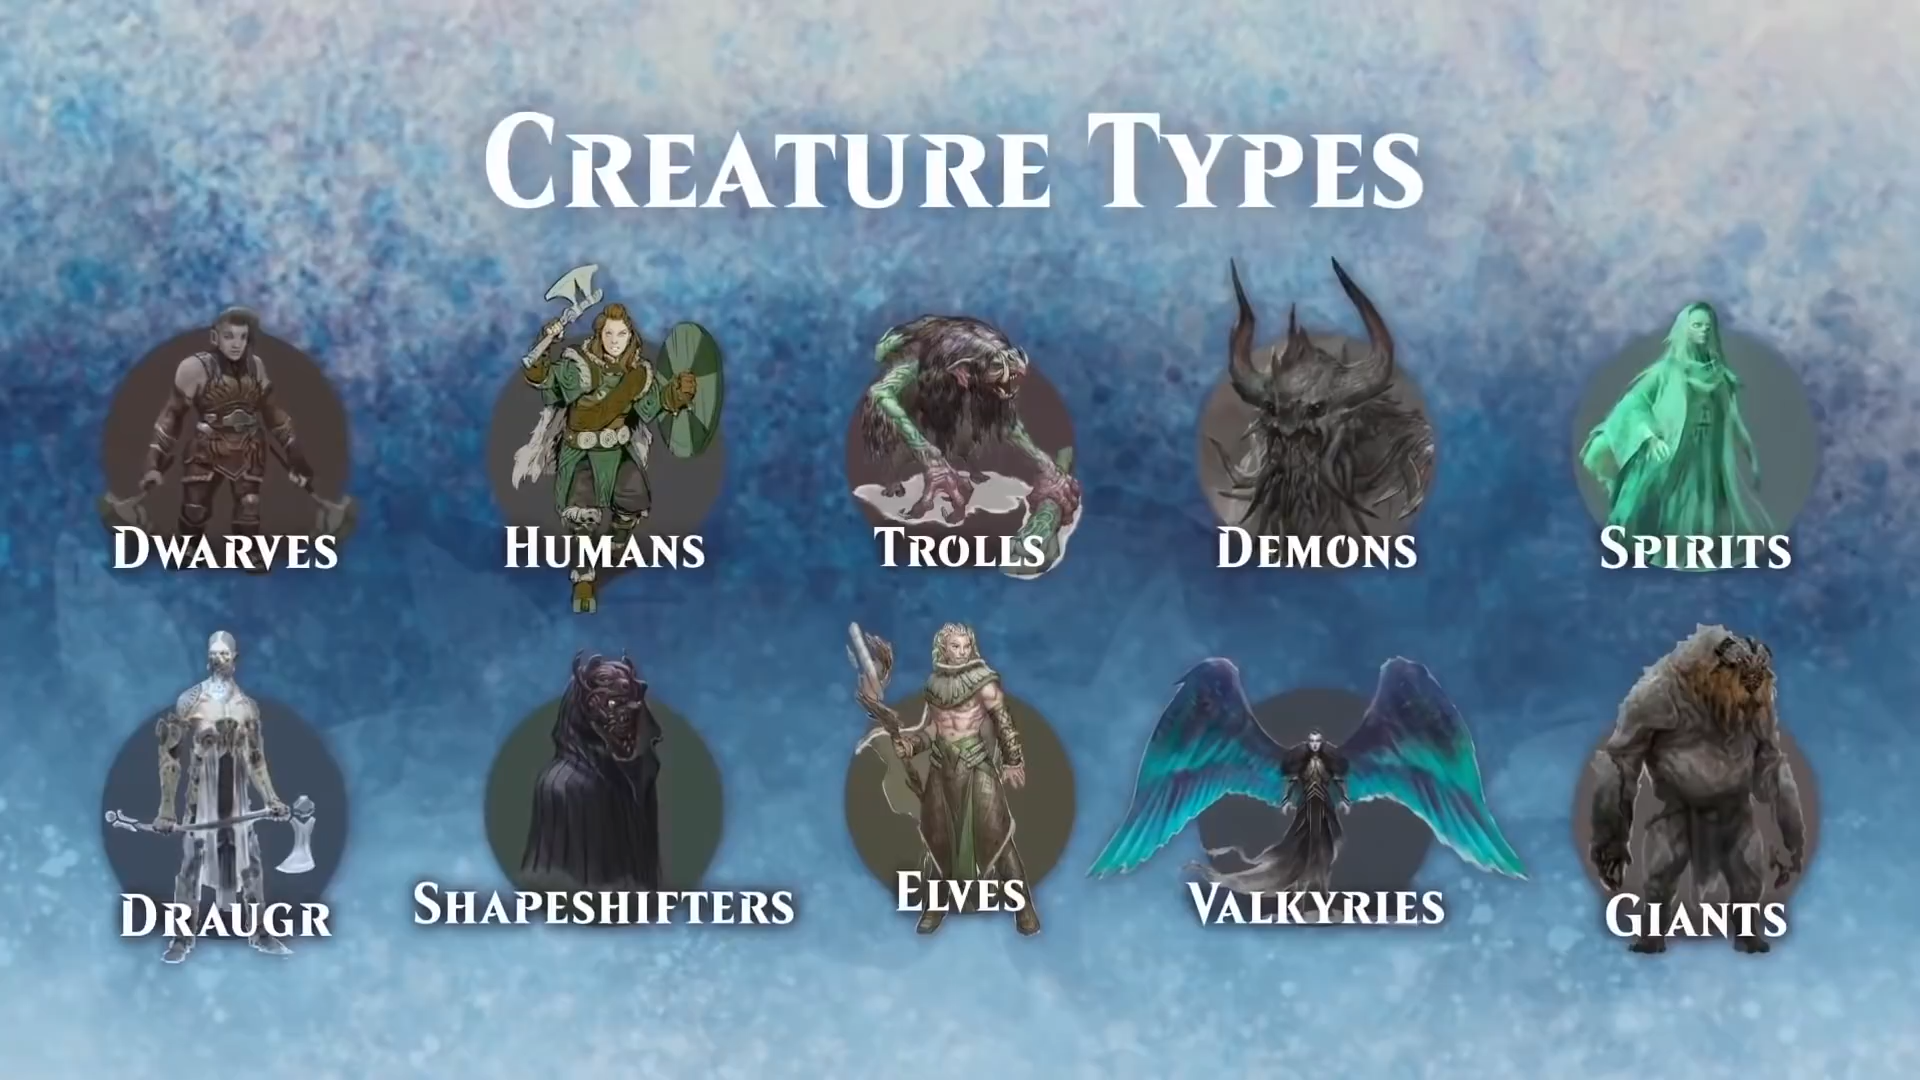 Creature Types
Dwarves
Humans
Trolls
Demons
Spirits
Draugr
Shapeshifters
Elves
Valkyries
Giants